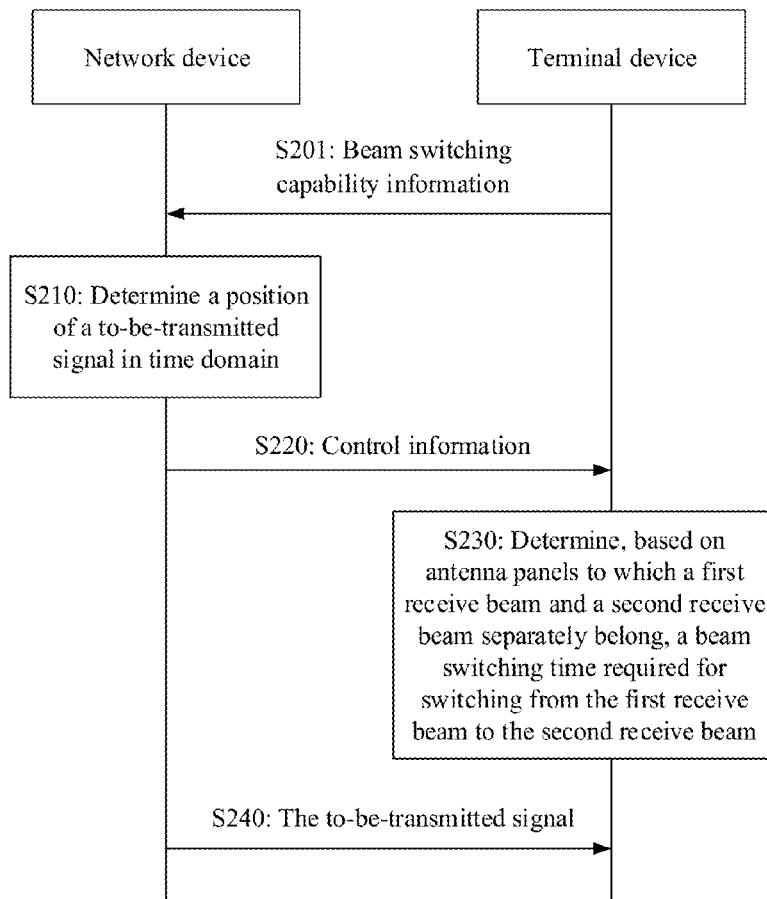 Network device
Terminal device
S201: Beam switching
capability information
S210: Determine a position
of a to-be-transmitted
signal in time domain
S220: Control information
S230: Determine, based on
antenna panels to which a first
receive beam and a second receive
beam separately belong, a beam
switching time required for
switching from the first receive
beam to the second receive beam
S240: The to-be-transmitted signal